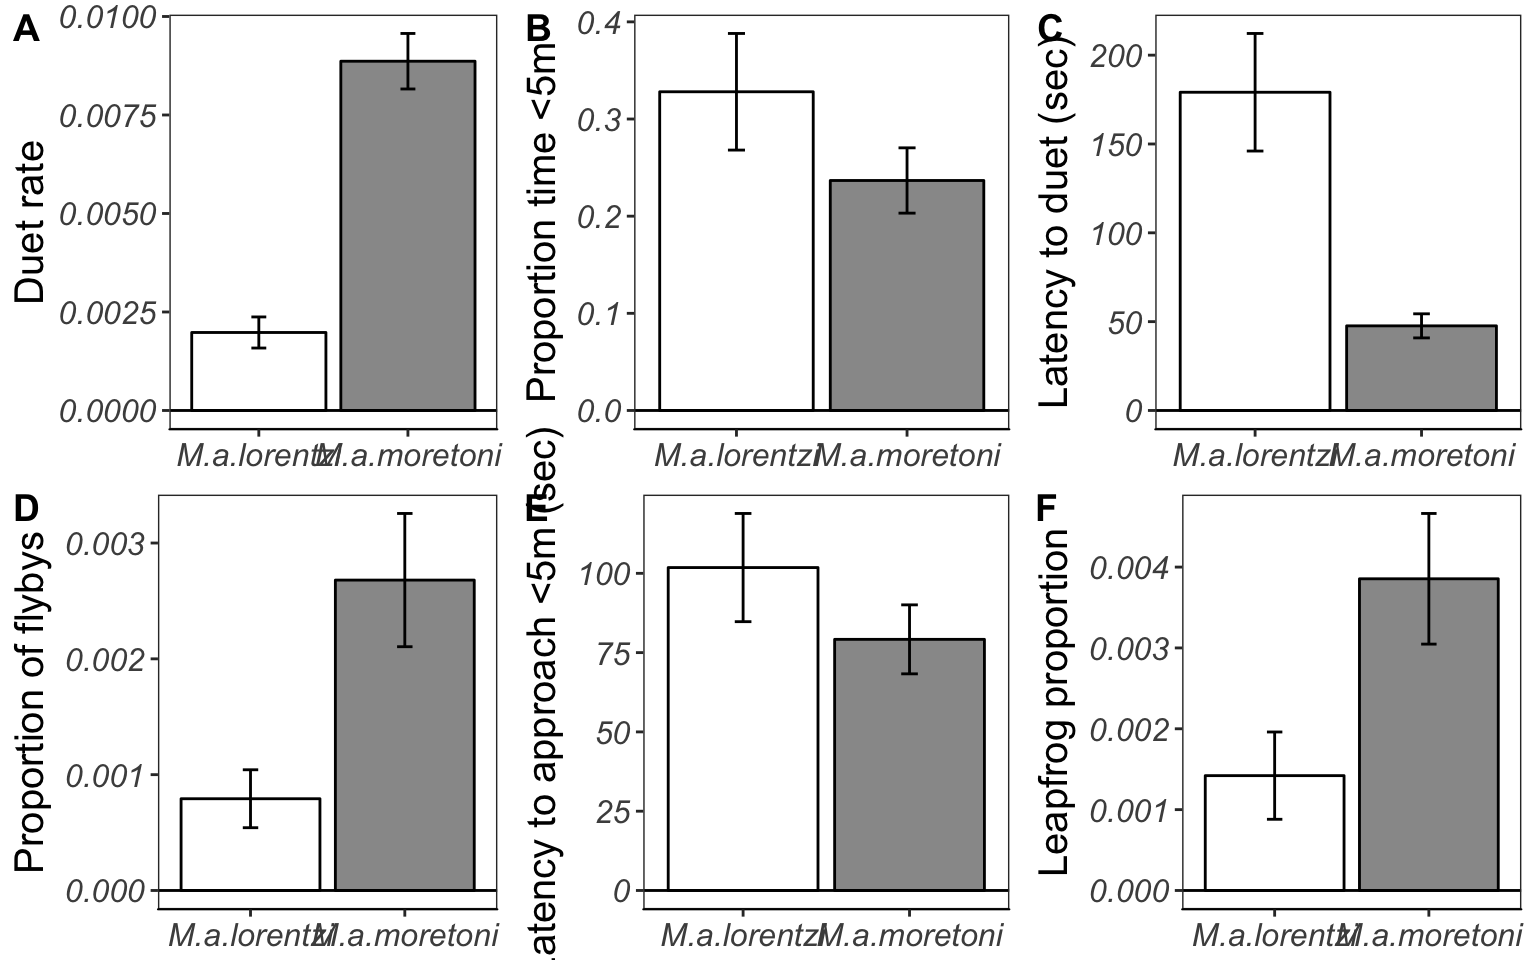 A
Duet rate
0.0100
0.0075
0.0050
0.0025
0.0000
M.a.lorentzi
M.a.moretoni
B
Proportion time <5m
0.4
0.3
0.2
0.1
0.0
M.a.lorentzi
M.a.moretoni
C
Latency to duet (sec)
200
150
100
50
0
M.a.lorentzi
M.a.moretoni
D
Proportion of flybys
0.003
0.002
0.001
0.000
M.a.lorentzi
M.a.moretoni
E
atency to approach <5m (sec)
100
75
50
25
0
M.a.lorentzi
M.a.moretoni
F
Leapfrog proportion
0.004
0.003
0.002
0.001
0.000
M.a.lorentzi
M.a.moretoni